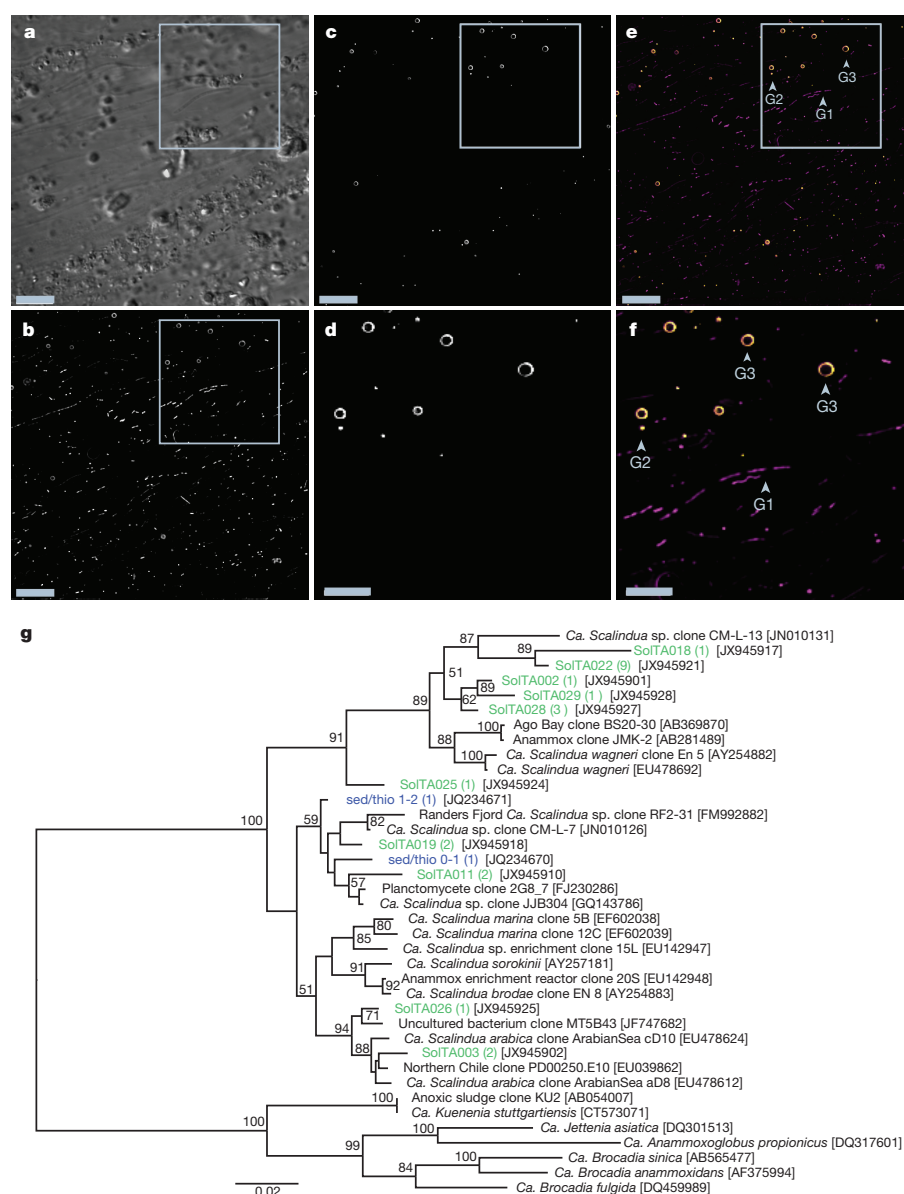 a
c
e
G3
G2
G1
b
d
f
G3
G3
G2
G1
g
87
Ca. Scalindua sp. clone CM-L-13 [JN010131]
89
SolTA018 (1) [JX945917]
51
SolTA022 (9) [JX945921]
SolTA002 (1) [JX945901]
89
89
SolTA029 (1 ) [JX945928]
62
SolTA028 (3 ) [JX945927]
100
Ago Bay clone BS20-30 [AB369870]
91
88
Anammox clone JMK-2 [AB281489]
100
Ca. Scalindua wagneri clone En 5 [AY254882]
Ca. Scalindua wagneri [EU478692]
SolTA025 (1) [JX945924]
sed/thio 1-2 (1) [JQ234671]
100
59
82
Randers Fjord Ca. Scalindua sp. clone RF2-31 [FM992882]
Ca. Scalindua sp. clone CM-L-7 [JN010126]
SolTA019 (2) [JX945918]
sed/thio 0-1 (1) [JQ234670]
SolTA011 (2) [JX945910]
57
Planctomycete clone 2G8_7 [FJ230286]
Ca. Scalindua sp. clone JJB304 [GQ143786]
Ca. Scalindua marina clone 5B [EF602038]
80
85
Ca. Scalindua marina clone 12C [EF602039]
Ca. Scalindua sp. enrichment clone 15L [EU142947]
91
Ca. Scalindua sorokinii [AY257181]
51
92
Anammox enrichment reactor clone 20S [EU142948]
Ca. Scalindua brodae clone EN 8 [AY254883]
SolTA026 (1) [JX945925]
71
94
Uncultured bacterium clone MT5B43 [JF747682]
Ca. Scalindua arabica clone ArabianSea cD10 [EU478624]
88
SolTA003 (2) [JX945902]
Northern Chile clone PD00250.E10 [EU039862]
Ca. Scalindua arabica clone ArabianSea aD8 [EU478612]
100
Anoxic sludge clone KU2 [AB054007]
100
Ca. Kuenenia stuttgartiensis [CT573071]
100
Ca. Jettenia asiatica [DQ301513]
99
Ca. Anammoxoglobus propionicus [DQ317601]
100
Ca. Brocadia sinica [AB565477]
84
Ca. Brocadia anammoxidans [AF375994]
0.02
Ca. Brocadia fulgida [DQ459989]